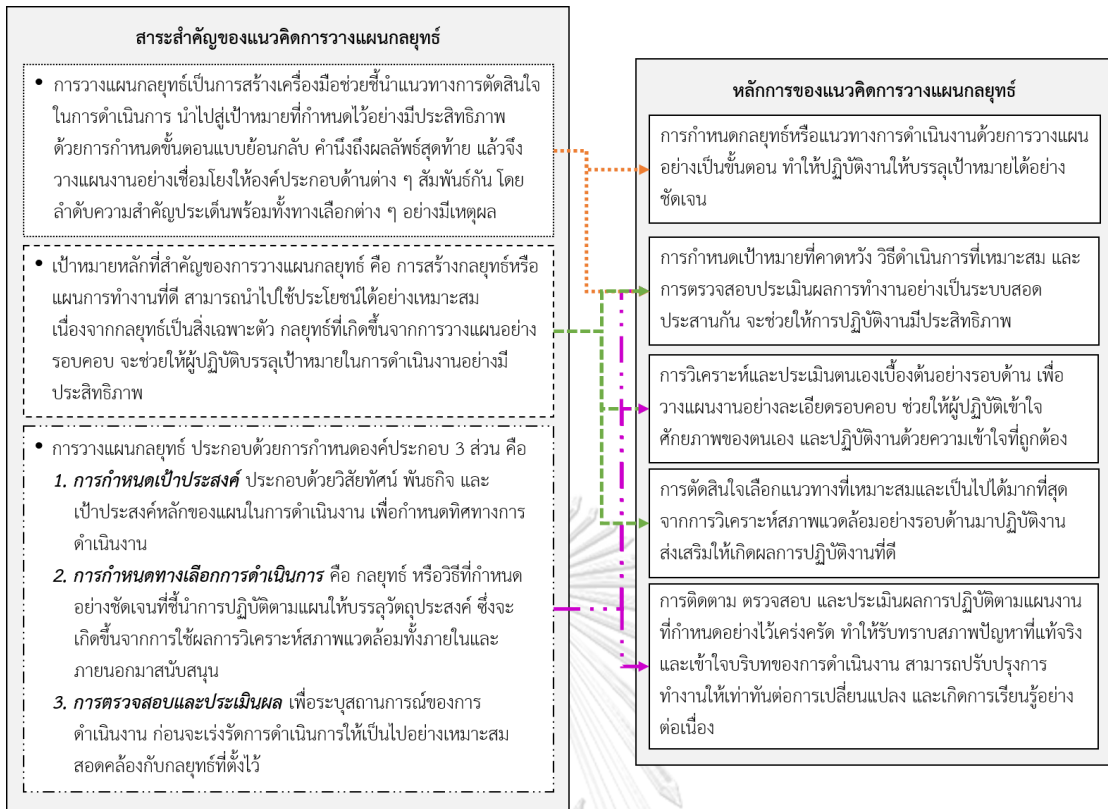 สาระสำคัญของแนวคิดการวางแผนกลยุทธ์
• การวางแผนกลยุทธ์เป็นการสร้างเครื่องมือช่วยชี้นำแนวทางการตัดสินใจ
ในการดำเนินการ นำไปสู่เป้าหมายที่กำหนดไว้อย่างมีประสิทธิภาพ
ด้วยการกำหนดขั้นตอนแบบย้อนกลับ คำนึงถึงผลลัพธ์สุดท้าย แล้วจึง
วางแผนงานอย่างเชื่อมโยงให้องค์ประกอบด้านต่าง ๆ สัมพันธ์กัน โดย
ลำดับความสำคัญประเด็นพร้อมทั้งทางเลือกต่าง ๆ อย่างมีเหตุผล
• เป้าหมายหลักที่สำคัญของการวางแผนกลยุทธ์ คือ การสร้างกลยุทธ์หรือ
แผนการทำงานที่ดี สามารถนำไปใช้ประโยชน์ได้อย่างเหมาะสม
เนื่องจากกลยุทธ์เป็นสิ่งเฉพาะตัว กลยุทธ์ที่เกิดขึ้นจากการวางแผนอย่าง
รอบคอบ จะช่วยให้ผู้ปฏิบัติบรรลุเป้าหมายในการดำเนินงานอย่างมี
ประสิทธิภาพ
• การวางแผนกลยุทธ์ ประกอบด้วยการกำหนดองค์ประกอบ 3 ส่วน คือ
1. การกำหนดเป้าประสงค์ ประกอบด้วยวิสัยทัศน์ พันธกิจ และ
เป้าประสงค์หลักของแผนในการดำเนินงาน เพื่อกำหนดทิศทางการ
ดำเนินงาน
2. การกำหนดทางเลือกการดำเนินการ คือ กลยุทธ์ หรือวิธีที่กำหนด
อย่างชัดเจนที่ชี้นำการปฏิบัติตามแผนให้บรรลุวัตถุประสงค์ ซึ่งจะ
เกิดขึ้นจากการใช้ผลการวิเคราะห์สภาพแวดล้อมทั้งภายในและ
ภายนอกมาสนับสนุน
3. การตรวจสอบและประเมินผล เพื่อระบุสถานการณ์ของการ
ดำเนินงาน ก่อนจะเร่งรัดการดำเนินการให้เป็นไปอย่างเหมาะสม
สอดคล้องกับกลยุทธ์ที่ตั้งไว้
หลักการของแนวคิดการวางแผนกลยุทธ์
การกำหนดกลยุทธ์หรือแนวทางการดำเนินงานด้วยการวางแผน
อย่างเป็นขั้นตอน ทำให้ปฏิบัติงานให้บรรลุเป้าหมายได้อย่าง
ชัดเจน
การกำหนดเป้าหมายที่คาดหวัง วิธีดำเนินการที่เหมาะสม และ
การตรวจสอบประเมินผลการทำงานอย่างเป็นระบบสอด
ประสานกัน จะช่วยให้การปฏิบัติงานมีประสิทธิภาพ
การวิเคราะห์และประเมินตนเองเบื้องต้นอย่างรอบด้าน เพื่อ
วางแผนงานอย่างละเอียดรอบคอบ ช่วยให้ผู้ปฏิบัติเข้าใจ
ศักยภาพของตนเอง และปฏิบัติงานด้วยความเข้าใจที่ถูกต้อง
การตัดสินใจเลือกแนวทางที่เหมาะสมและเป็นไปได้มากที่สุด
จากการวิเคราะห์สภาพแวดล้อมอย่างรอบด้านมาปฏิบัติงาน
ส่งเสริมให้เกิดผลการปฏิบัติงานที่ดี
การติดตาม ตรวจสอบ และประเมินผลการปฏิบัติตามแผนงาน
ที่กำหนดอย่างไว้เคร่งครัด ทำให้รับทราบสภาพปัญหาที่แท้จริง
และเข้าใจบริบทของการดำเนินงาน สามารถปรับปรุงการ
ทำงานให้เท่าทันต่อการเปลี่ยนแปลง และเกิดการเรียนรู้อย่าง
ต่อเนื่อง